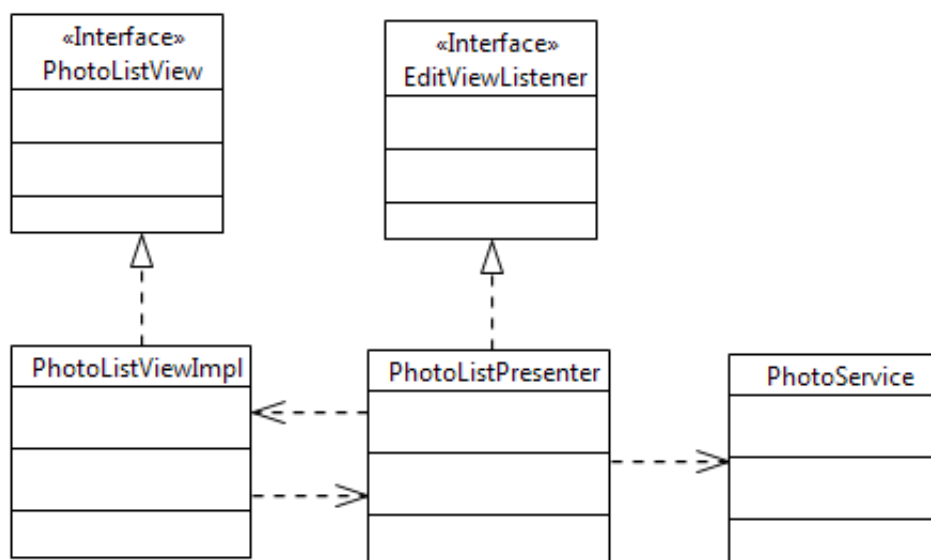 «Interface»
PhotoListView
«Interface»
EditViewListener
PhotoListViewImpl
PhotoListPresenter
PhotoService